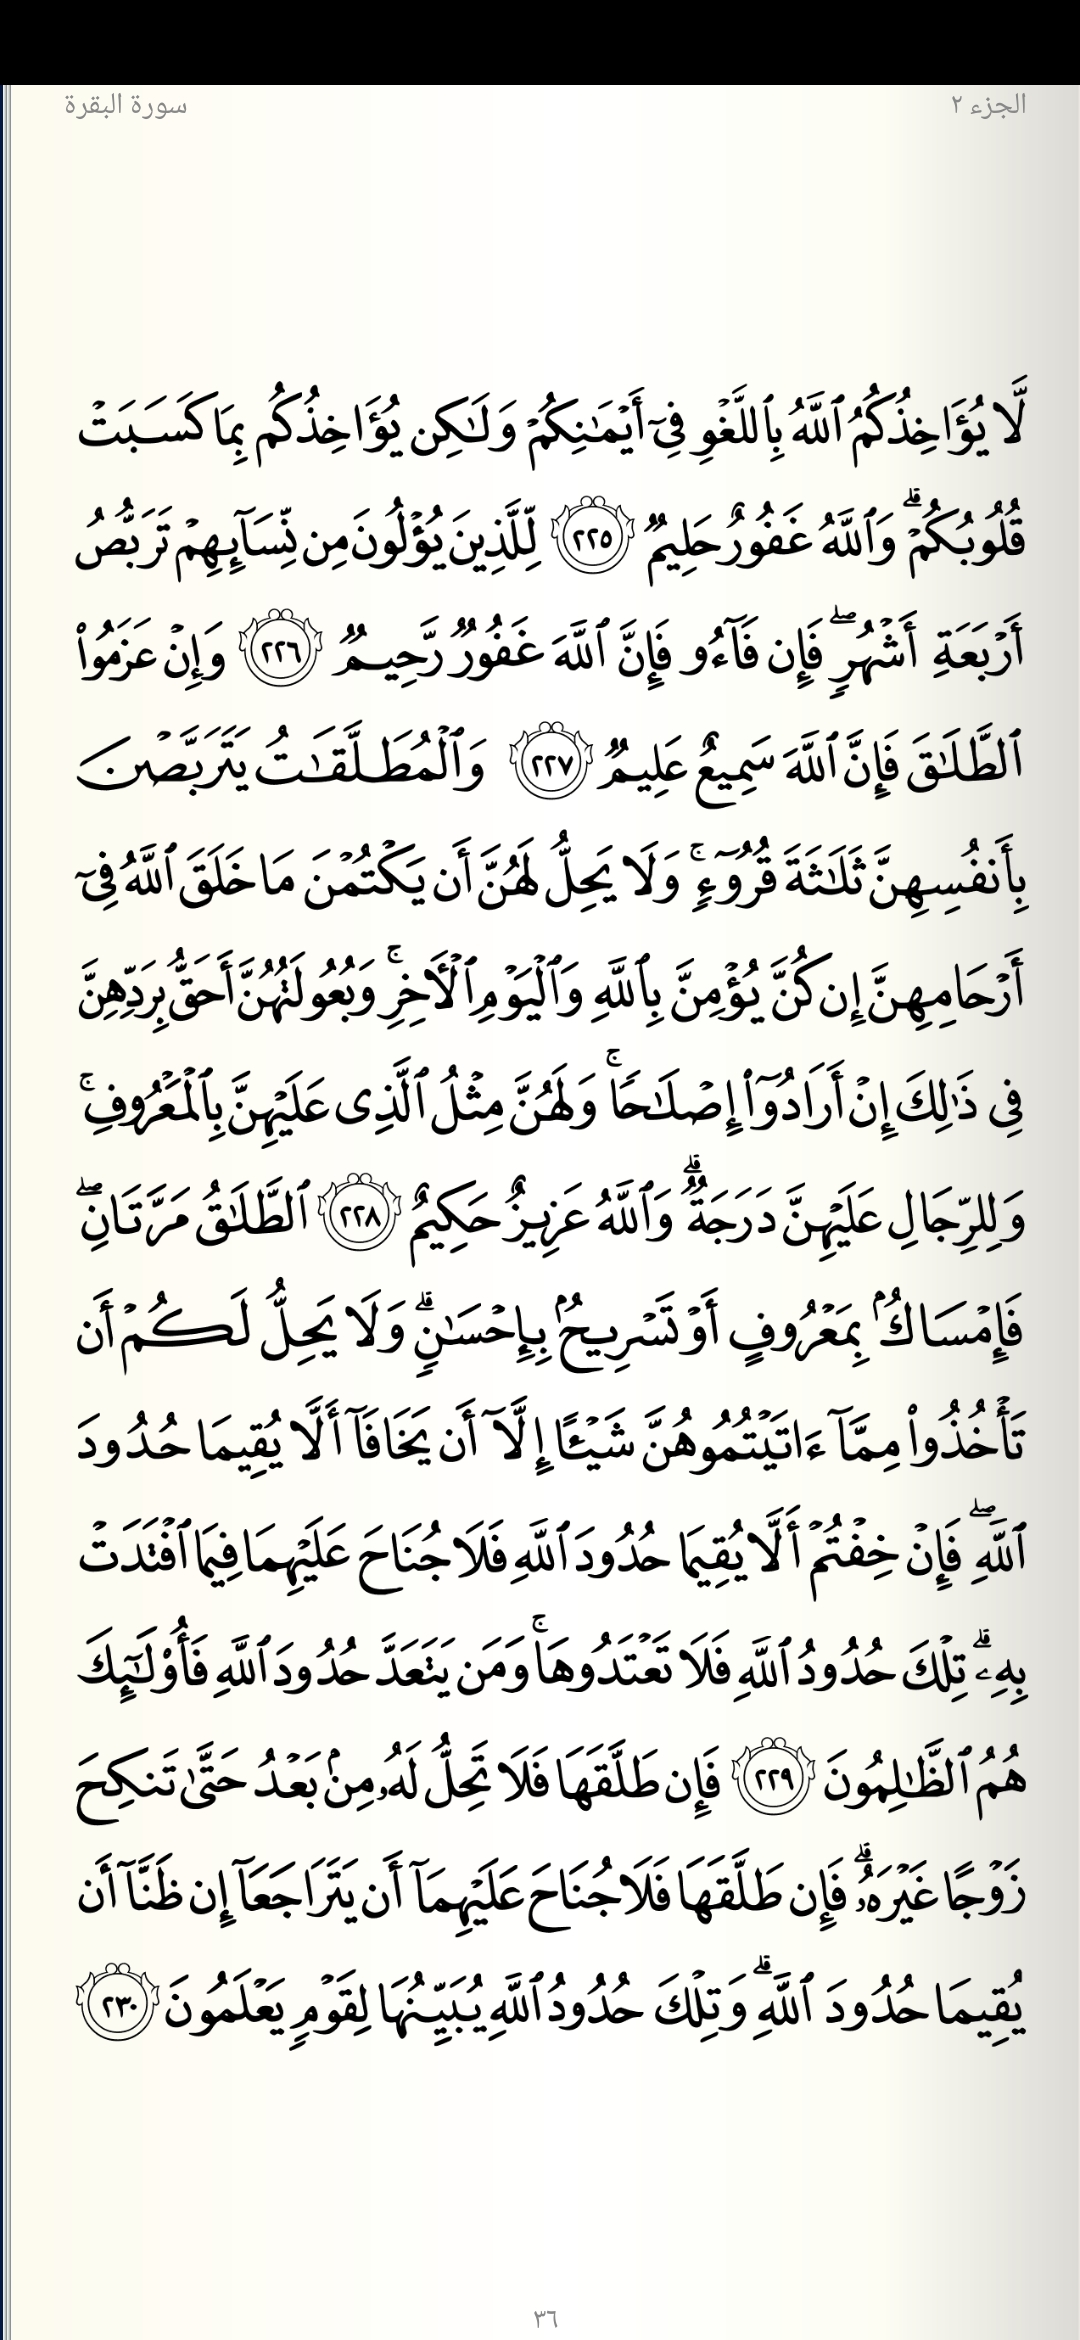 الجزء ٢
سورة البقرة
لَّا يُؤَاخِذُكُمُ ٱللَّهُ بِٱللَّغۡوِ فِيٓ أَيۡمَٰنِكُمۡ وَلَٰكِن يُؤَاخِذُكُم بِمَا كَسَبَتۡ
قُلُوبُكُمۡۗ وَٱللَّهُ غَفُورٌ حَلِيمٞ ٢٢٥ لِّلَّذِينَ يُؤۡلُونَ مِن نِّسَآئِهِمۡ تَرَبُّصُ
أَرۡبَعَةِ أَشۡهُرٖۖ فَإِن فَآءُو فَإِنَّ ٱللَّهَ غَفُورٞ رَّحِيمٞ ٢٢٦ وَإِنۡ عَزَمُواْ
ٱلطَّلَٰقَ فَإِنَّ ٱللَّهَ سَمِيعٌ عَلِيمٞ ٢٢٧ وَٱلۡمُطَلَّقَٰتُ يَتَرَبَّصۡنَ
بِأَنفُسِهِنَّ ثَلَٰثَةَ قُرُوٓءٖۚ وَلَا يَحِلُّ لَهُنَّ أَن يَكۡتُمۡنَ مَا خَلَقَ ٱللَّهُ فِيٓ
أَرۡحَامِهِنَّ إِن كُنَّ يُؤۡمِنَّ بِٱللَّهِ وَٱلۡيَوۡمِ ٱلۡأٓخِرِۚ وَبُعُولَتُهُنَّ أَحَقُّ بِرَدِّهِنَّ
فِي ذَٰلِكَ إِنۡ أَرَادُوٓاْ إِصۡلَٰحٗاۚ وَلَهُنَّ مِثۡلُ ٱلَّذِي عَلَيۡهِنَّ بِٱلۡمَعۡرُوفِۚ
وَلِلرِّجَالِ عَلَيۡهِنَّ دَرَجَةٞۗ وَٱللَّهُ عَزِيزٌ حَكِيمٌ ٢٢٨ ٱلطَّلَٰقُ مَرَّتَانِۖ
فَإِمۡسَاكُۢ بِمَعۡرُوفٍ أَوۡ تَسۡرِيحُۢ بِإِحۡسَٰنٖۗ وَلَا يَحِلُّ لَكُمۡ أَن
تَأۡخُذُواْ مِمَّآ ءَاتَيۡتُمُوهُنَّ شَيۡـًٔا إِلَّآ أَن يَخَافَآ أَلَّا يُقِيمَا حُدُودَ
ٱللَّهِۖ فَإِنۡ خِفۡتُمۡ أَلَّا يُقِيمَا حُدُودَ ٱللَّهِ فَلَا جُنَاحَ عَلَيۡهِمَا فِيمَا ٱفۡتَدَتۡ
بِهِۦۗ تِلۡكَ حُدُودُ ٱللَّهِ فَلَا تَعۡتَدُوهَاۚ وَمَن يَتَعَدَّ حُدُودَ ٱللَّهِ فَأُوْلَٰٓئِكَ
هُمُ ٱلظَّٰلِمُونَ ٢٢٩ فَإِن طَلَّقَهَا فَلَا تَحِلُّ لَهُۥ مِنۢ بَعۡدُ حَتَّىٰ تَنكِحَ
زَوۡجًا غَيۡرَهُۥۗ فَإِن طَلَّقَهَا فَلَا جُنَاحَ عَلَيۡهِمَآ أَن يَتَرَاجَعَآ إِن ظَنَّآ أَن
يُقِيمَا حُدُودَ ٱللَّهِۗ وَتِلۡكَ حُدُودُ ٱللَّهِ يُبَيِّنُهَا لِقَوۡمٖ يَعۡلَمُونَ ٢٣٠
٣٦